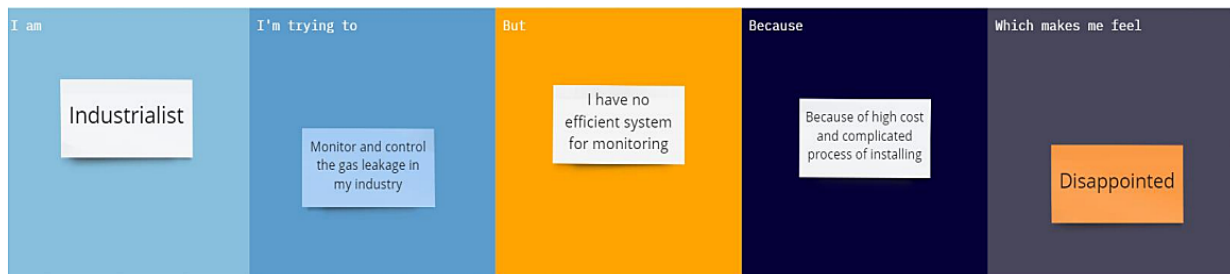 I am
Industrialist
I'm trying to
Monitor and control
the gas leakage in
my industry
But
I have no
efficient system
for monitoring
Because
Because of high cost
and complicated
process of installing
Which makes me feel
Disappointed